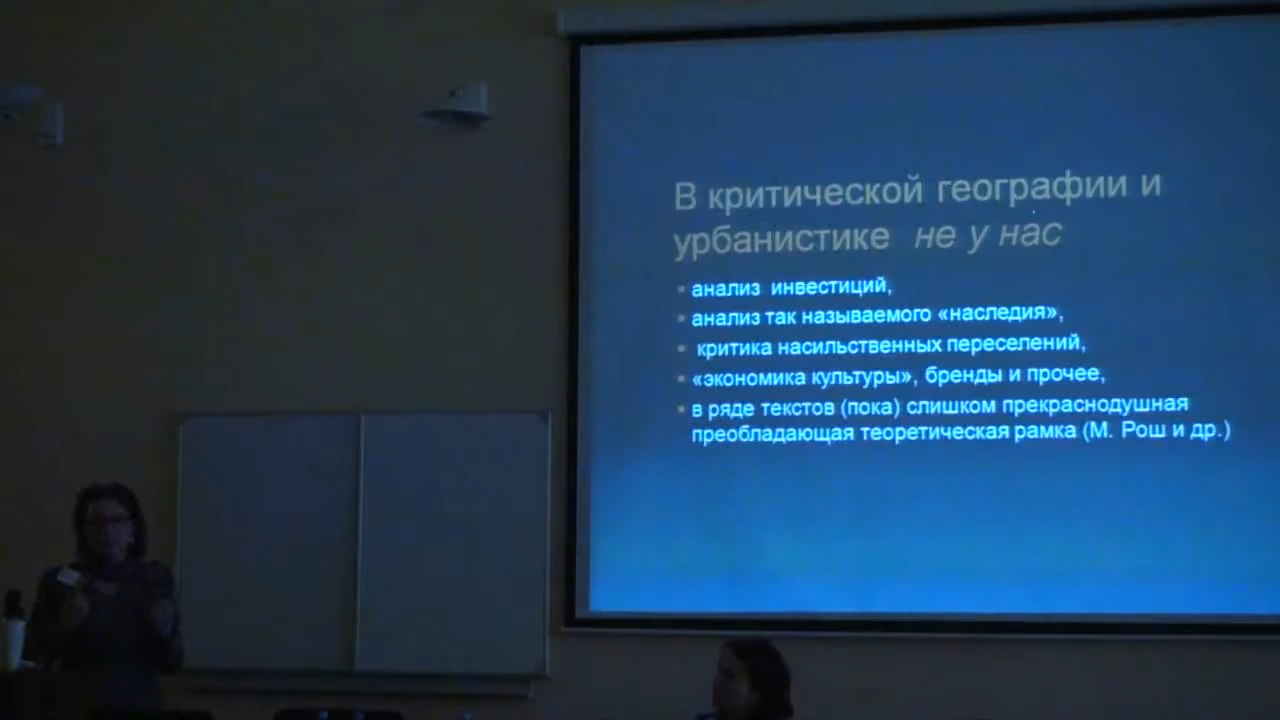 В критической географии и
урбанистике не у нас
анализ инвестиций,
анализ так называемого «наследия»,
критика насильственных переселений,
«экономика культуры», бренды и прочее,
в ряде текстов (пока) слишком прекраснодушная
преобладающая теоретическая рамка (М. Рош и др.)